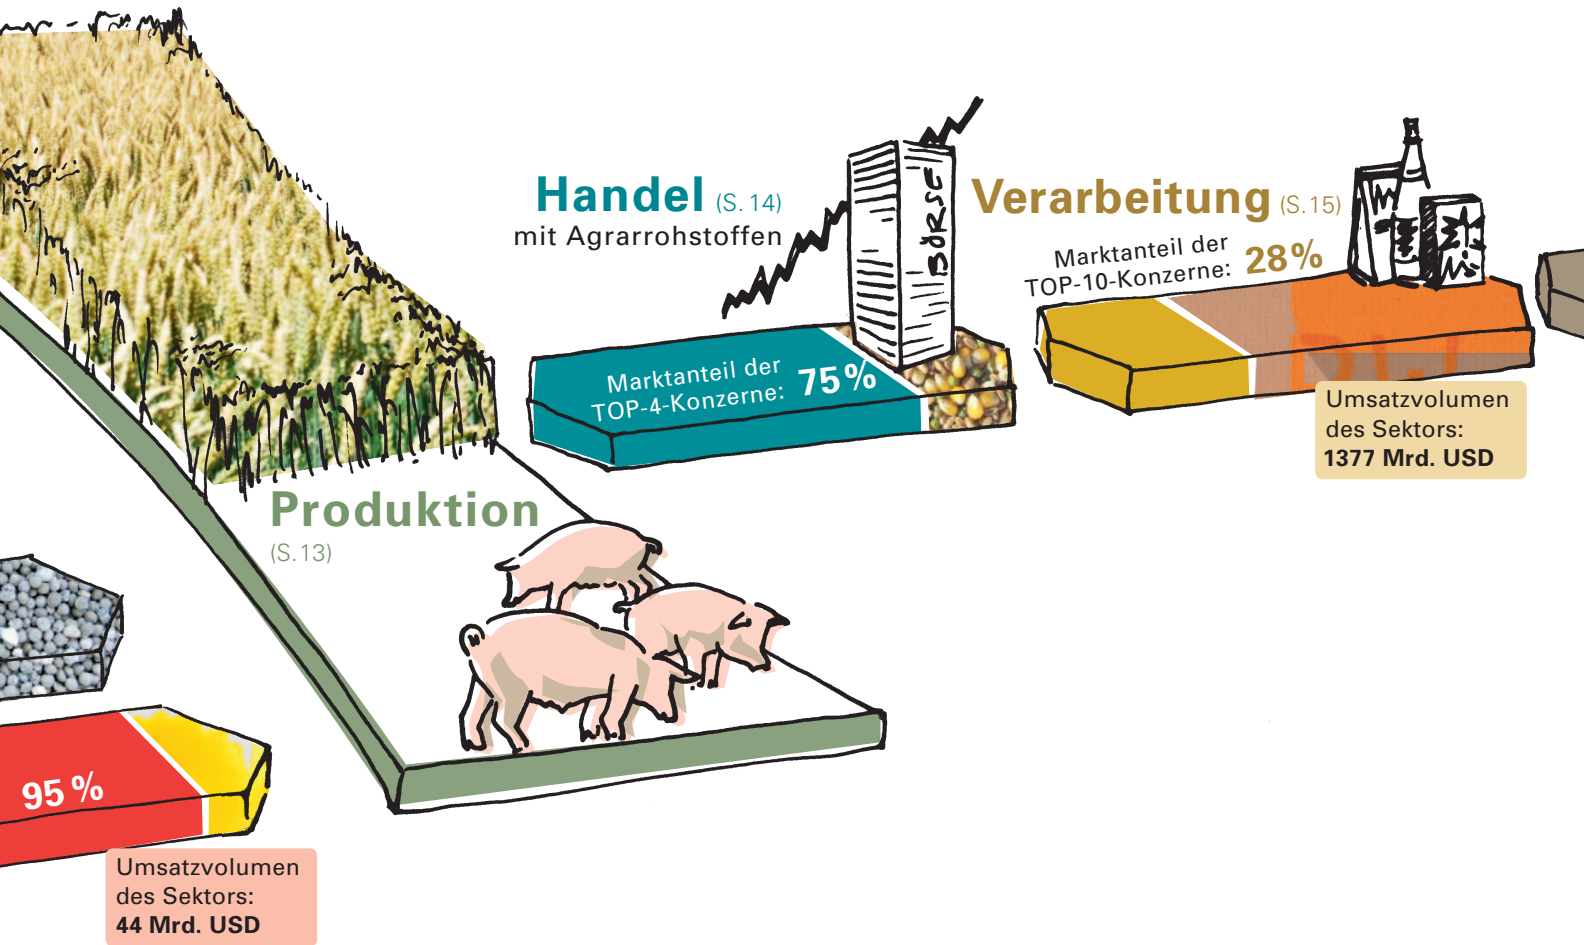 Handel (S. 14)
mit Agrarrohstoffen
BÖRSE
Marktanteil der
TOP-4-Konzerne: 75 %
Verarbeitung (S. 15)
Marktanteil der
TOP-10-Konzerne: 28 %
Umsatzvolumen
des Sektors:
1377 Mrd. USD
Produktion
(S. 13)
95 %
Umsatzvolumen
des Sektors:
44 Mrd. USD